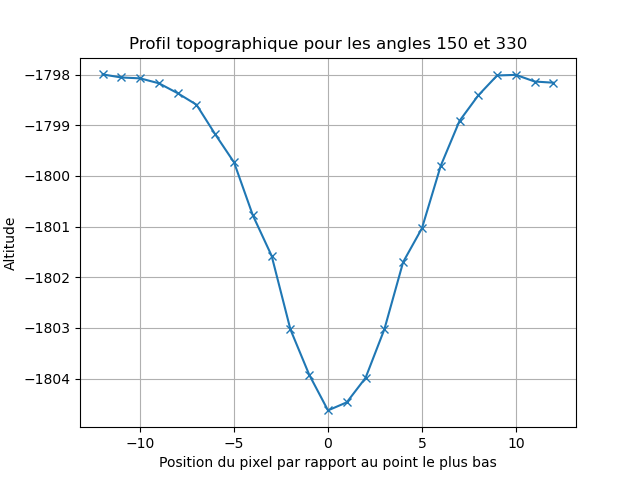 Profil topographique pour les angles 150 et 330
−1798
−1799
−1800
−1801
−1802
−1803
−1804
Altitude
−10 −5 0 5 10
Position du pixel par rapport au point le plus bas